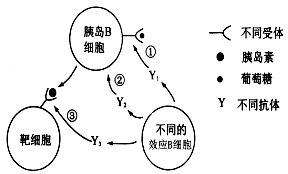 胰岛B
细胞
①
②
③
Y₁
Y₂
Y₃
靶细胞
不同的
效应B细胞
不同受体
胰岛素
葡萄糖
Y 不同抗体